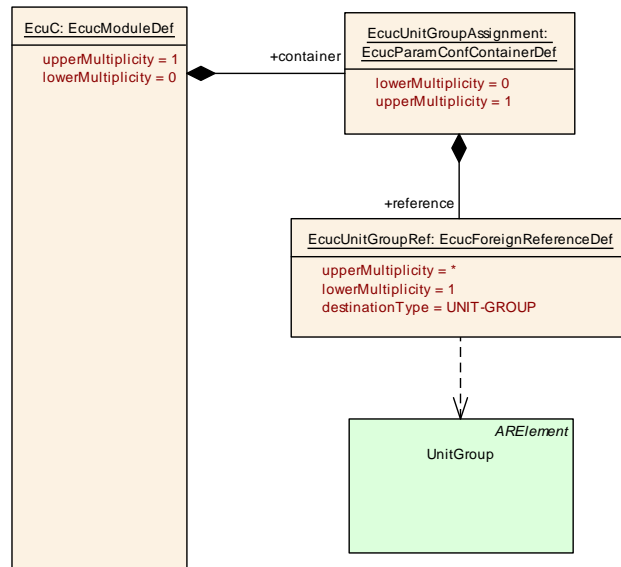 EcuC: EcucModuleDef
upperMultiplicity = 1
lowerMultiplicity = 0
+container
EcucUnitGroupAssignment:
EcucParamConfContainerDef
lowerMultiplicity = 0
upperMultiplicity = 1
+reference
EcucUnitGroupRef: EcucForeignReferenceDef
upperMultiplicity = *
lowerMultiplicity = 1
destinationType = UNIT-GROUP
ARElement
UnitGroup